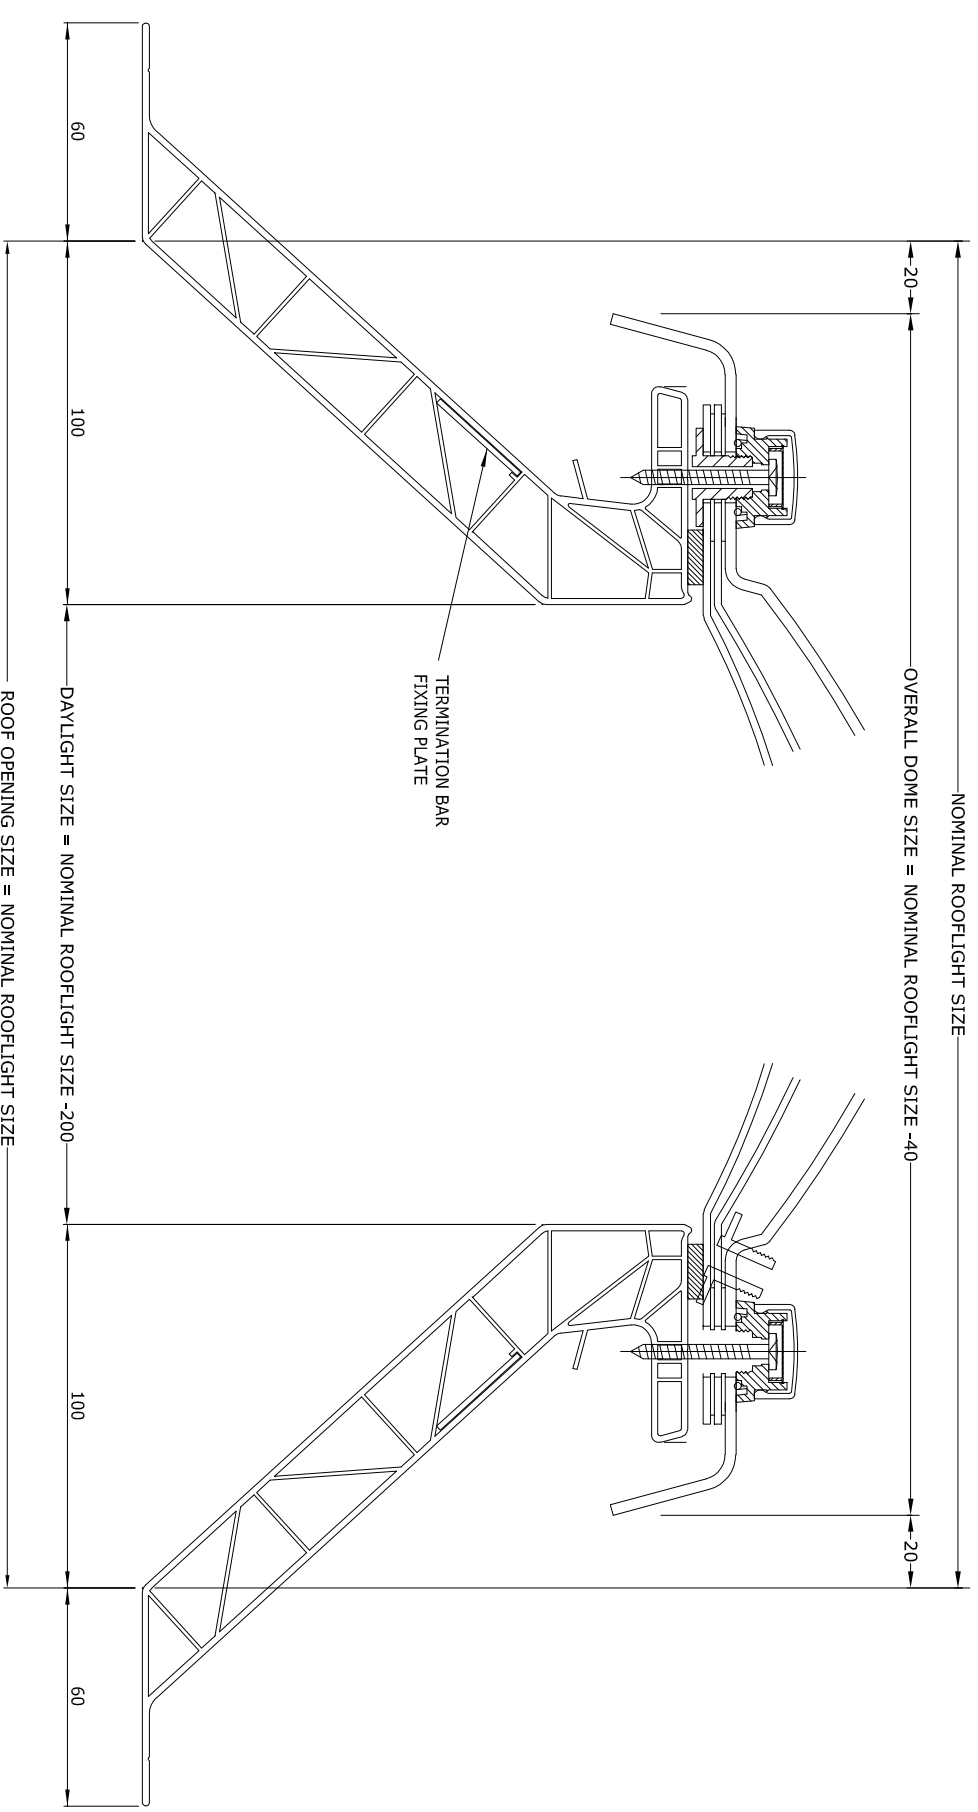 NOMINAL ROOFLIGHT SIZE
20
OVERALL DOME SIZE = NOMINAL ROOFLIGHT SIZE -40
20
TERMINATION BAR
FIXING PLATE
60
100
DAYLIGHT SIZE = NOMINAL ROOFLIGHT SIZE -200
100
60
ROOF OPENING SIZE = NOMINAL ROOFLIGHT SIZE